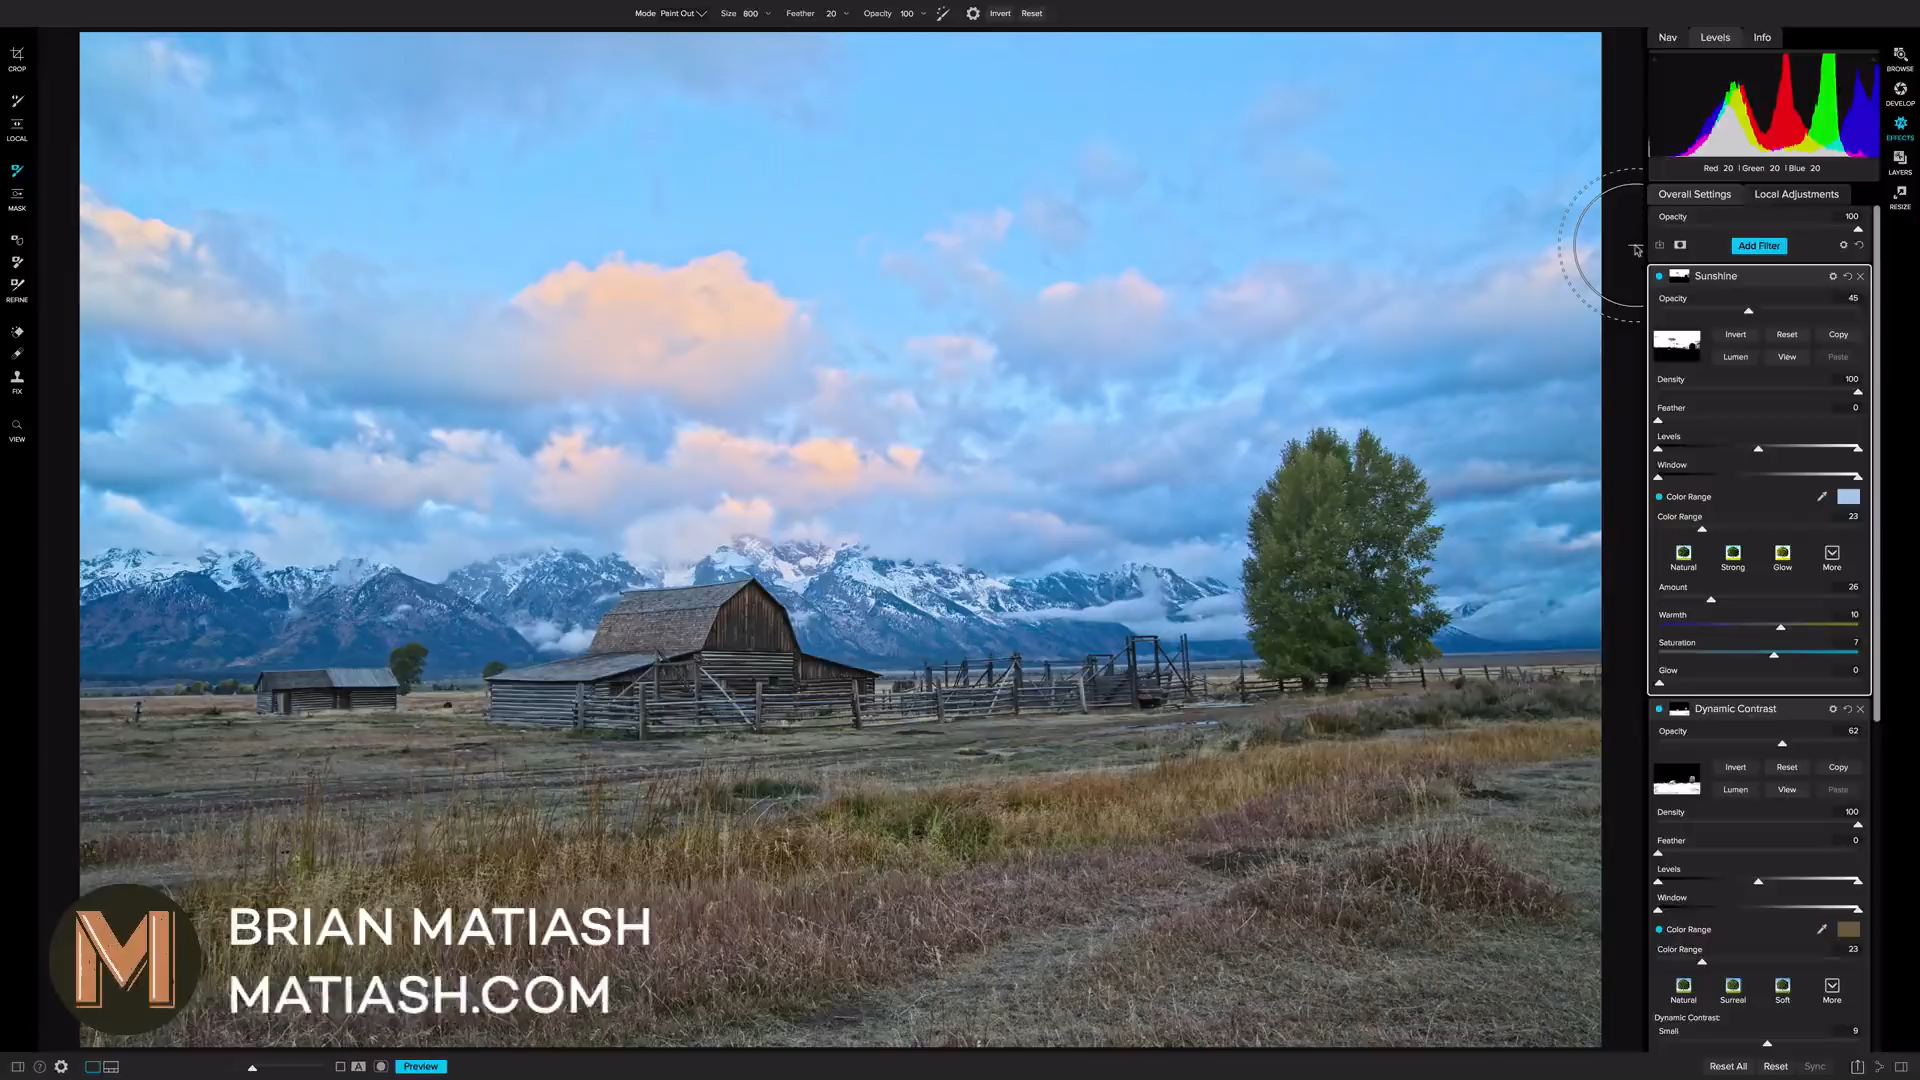 Mode Paint Out Size 800 Feather 20 Opacity 100 Invert Reset
Nav Levels Info
CROP
LOCAL
MASK
REFINE
FIX
VIEW
BROWSE
DEVELOP
EFFECTS
LAYERS
RESIZE
Red 20 | Green 20 | Blue 20
Overall Settings Local Adjustments
Opacity 100
Add Filter
Sunshine
Opacity 45
Invert Reset Copy
Lumen View Paste
Density 100
Feather 0
Levels
Window
Color Range
Color Range 23
Natural Strong Glow More
Amount 26
Warmth 10
Saturation 7
Glow 0
Dynamic Contrast
Opacity 62
Invert Reset Copy
Lumen View Paste
Density 100
Feather 0
Levels
Window
Color Range
Color Range 23
Natural Surreal Soft More
Dynamic Contrast:
Small 9
M
BRIAN MATIASH
MATIASH.COM
? A Preview
Reset All Reset Sync